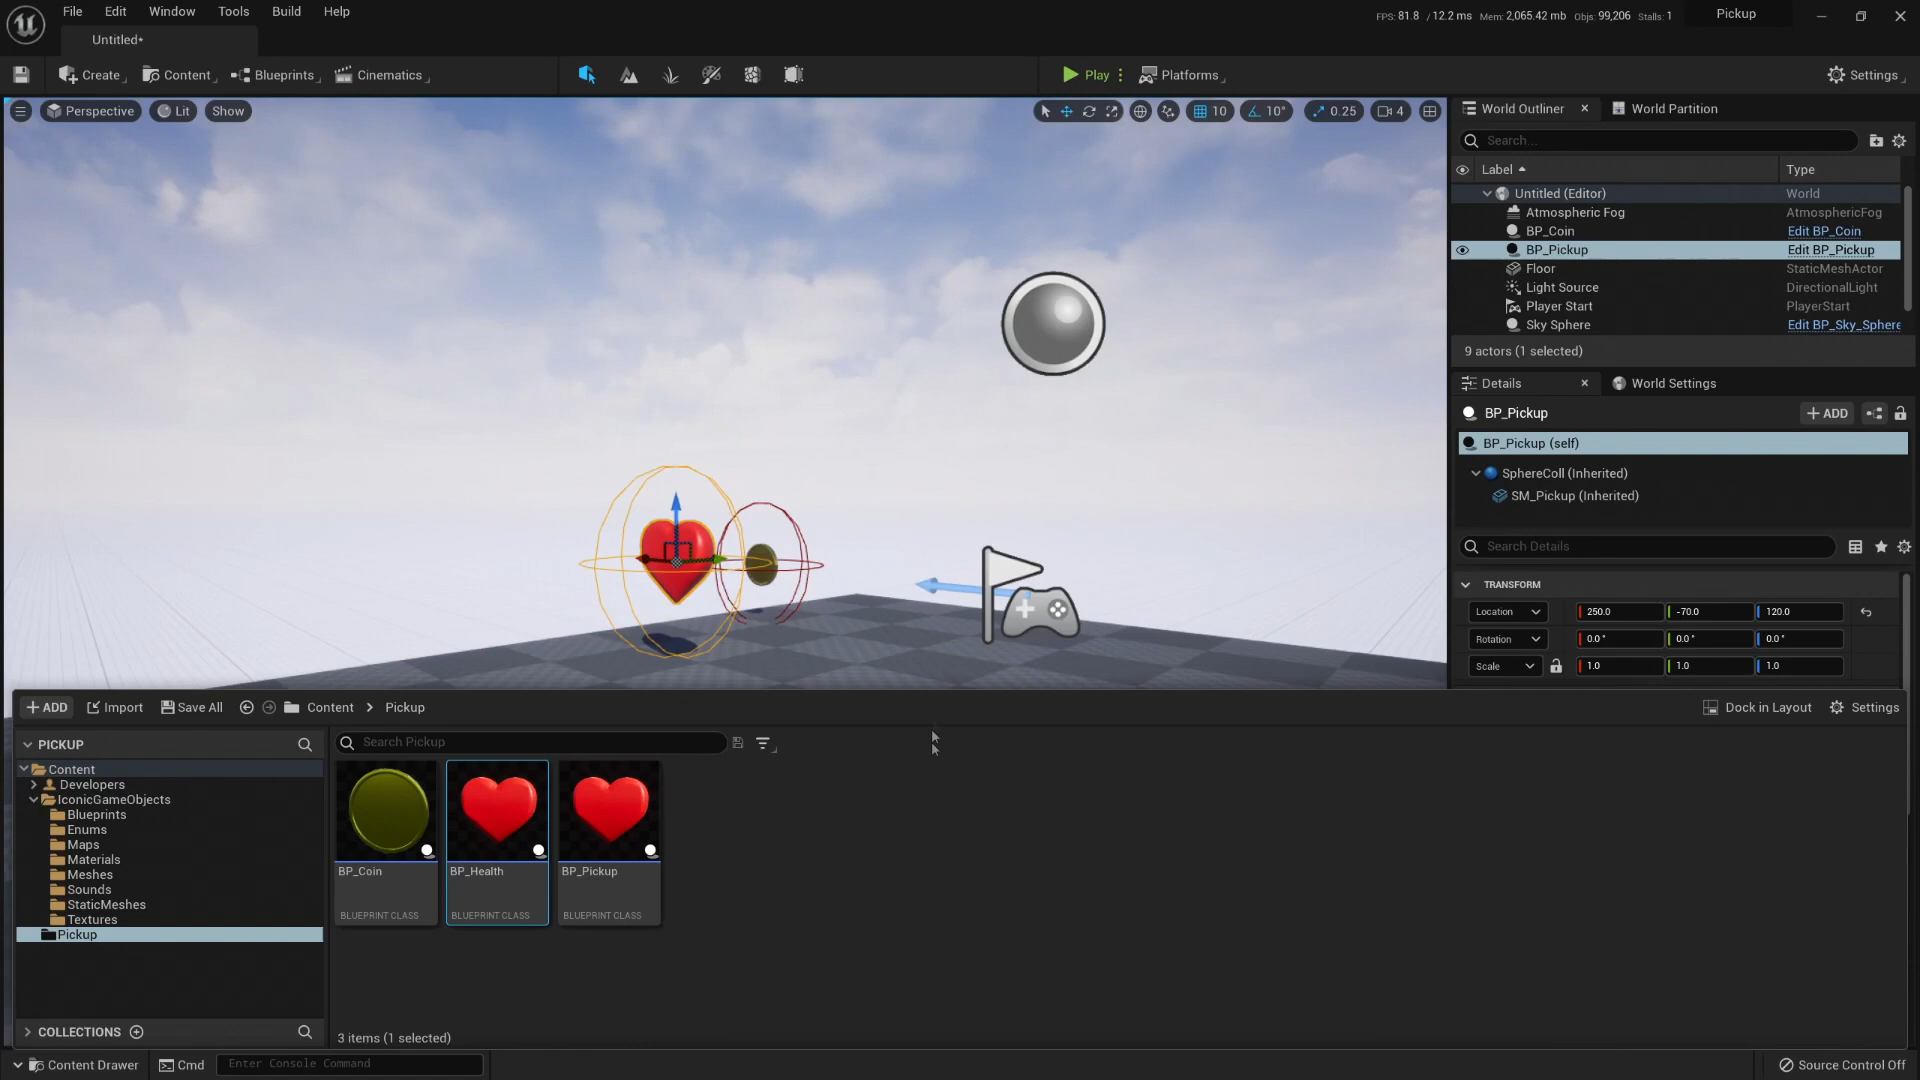 File Edit Window Tools Build Help
FPS: 81.8 / 12.2 ms Mem: 2,065.42 mb Objs: 99,206 Stalls: 1
Pickup
Untitled*
Create Content Blueprints Cinematics
Play Platforms
Settings
Perspective Lit Show
10 10° 0.25 4
World Outliner World Partition
Search...
Label Type
Untitled (Editor) World
Atmospheric Fog AtmosphericFog
BP_Coin Edit BP_Coin
BP_Pickup Edit BP_Pickup
Floor StaticMeshActor
Light Source DirectionalLight
Player Start PlayerStart
Sky Sphere Edit BP_Sky_Sphere
9 actors (1 selected)
Details World Settings
BP_Pickup ADD
BP_Pickup (self)
SphereColl (Inherited)
SM_Pickup (Inherited)
Search Details
TRANSFORM
Location 250.0 -70.0 120.0
Rotation 0.0 ° 0.0 ° 0.0 °
Scale 1.0 1.0 1.0
ADD Import Save All Content Pickup
Dock in Layout Settings
PICKUP
Content
Developers
IconicGameObjects
Blueprints
Enums
Maps
Materials
Meshes
Sounds
StaticMeshes
Textures
Pickup
COLLECTIONS
Search Pickup
BP_Coin BP_Health BP_Pickup
BLUEPRINT CLASS BLUEPRINT CLASS BLUEPRINT CLASS
3 items (1 selected)
Content Drawer Cmd Enter Console Command
Source Control Off